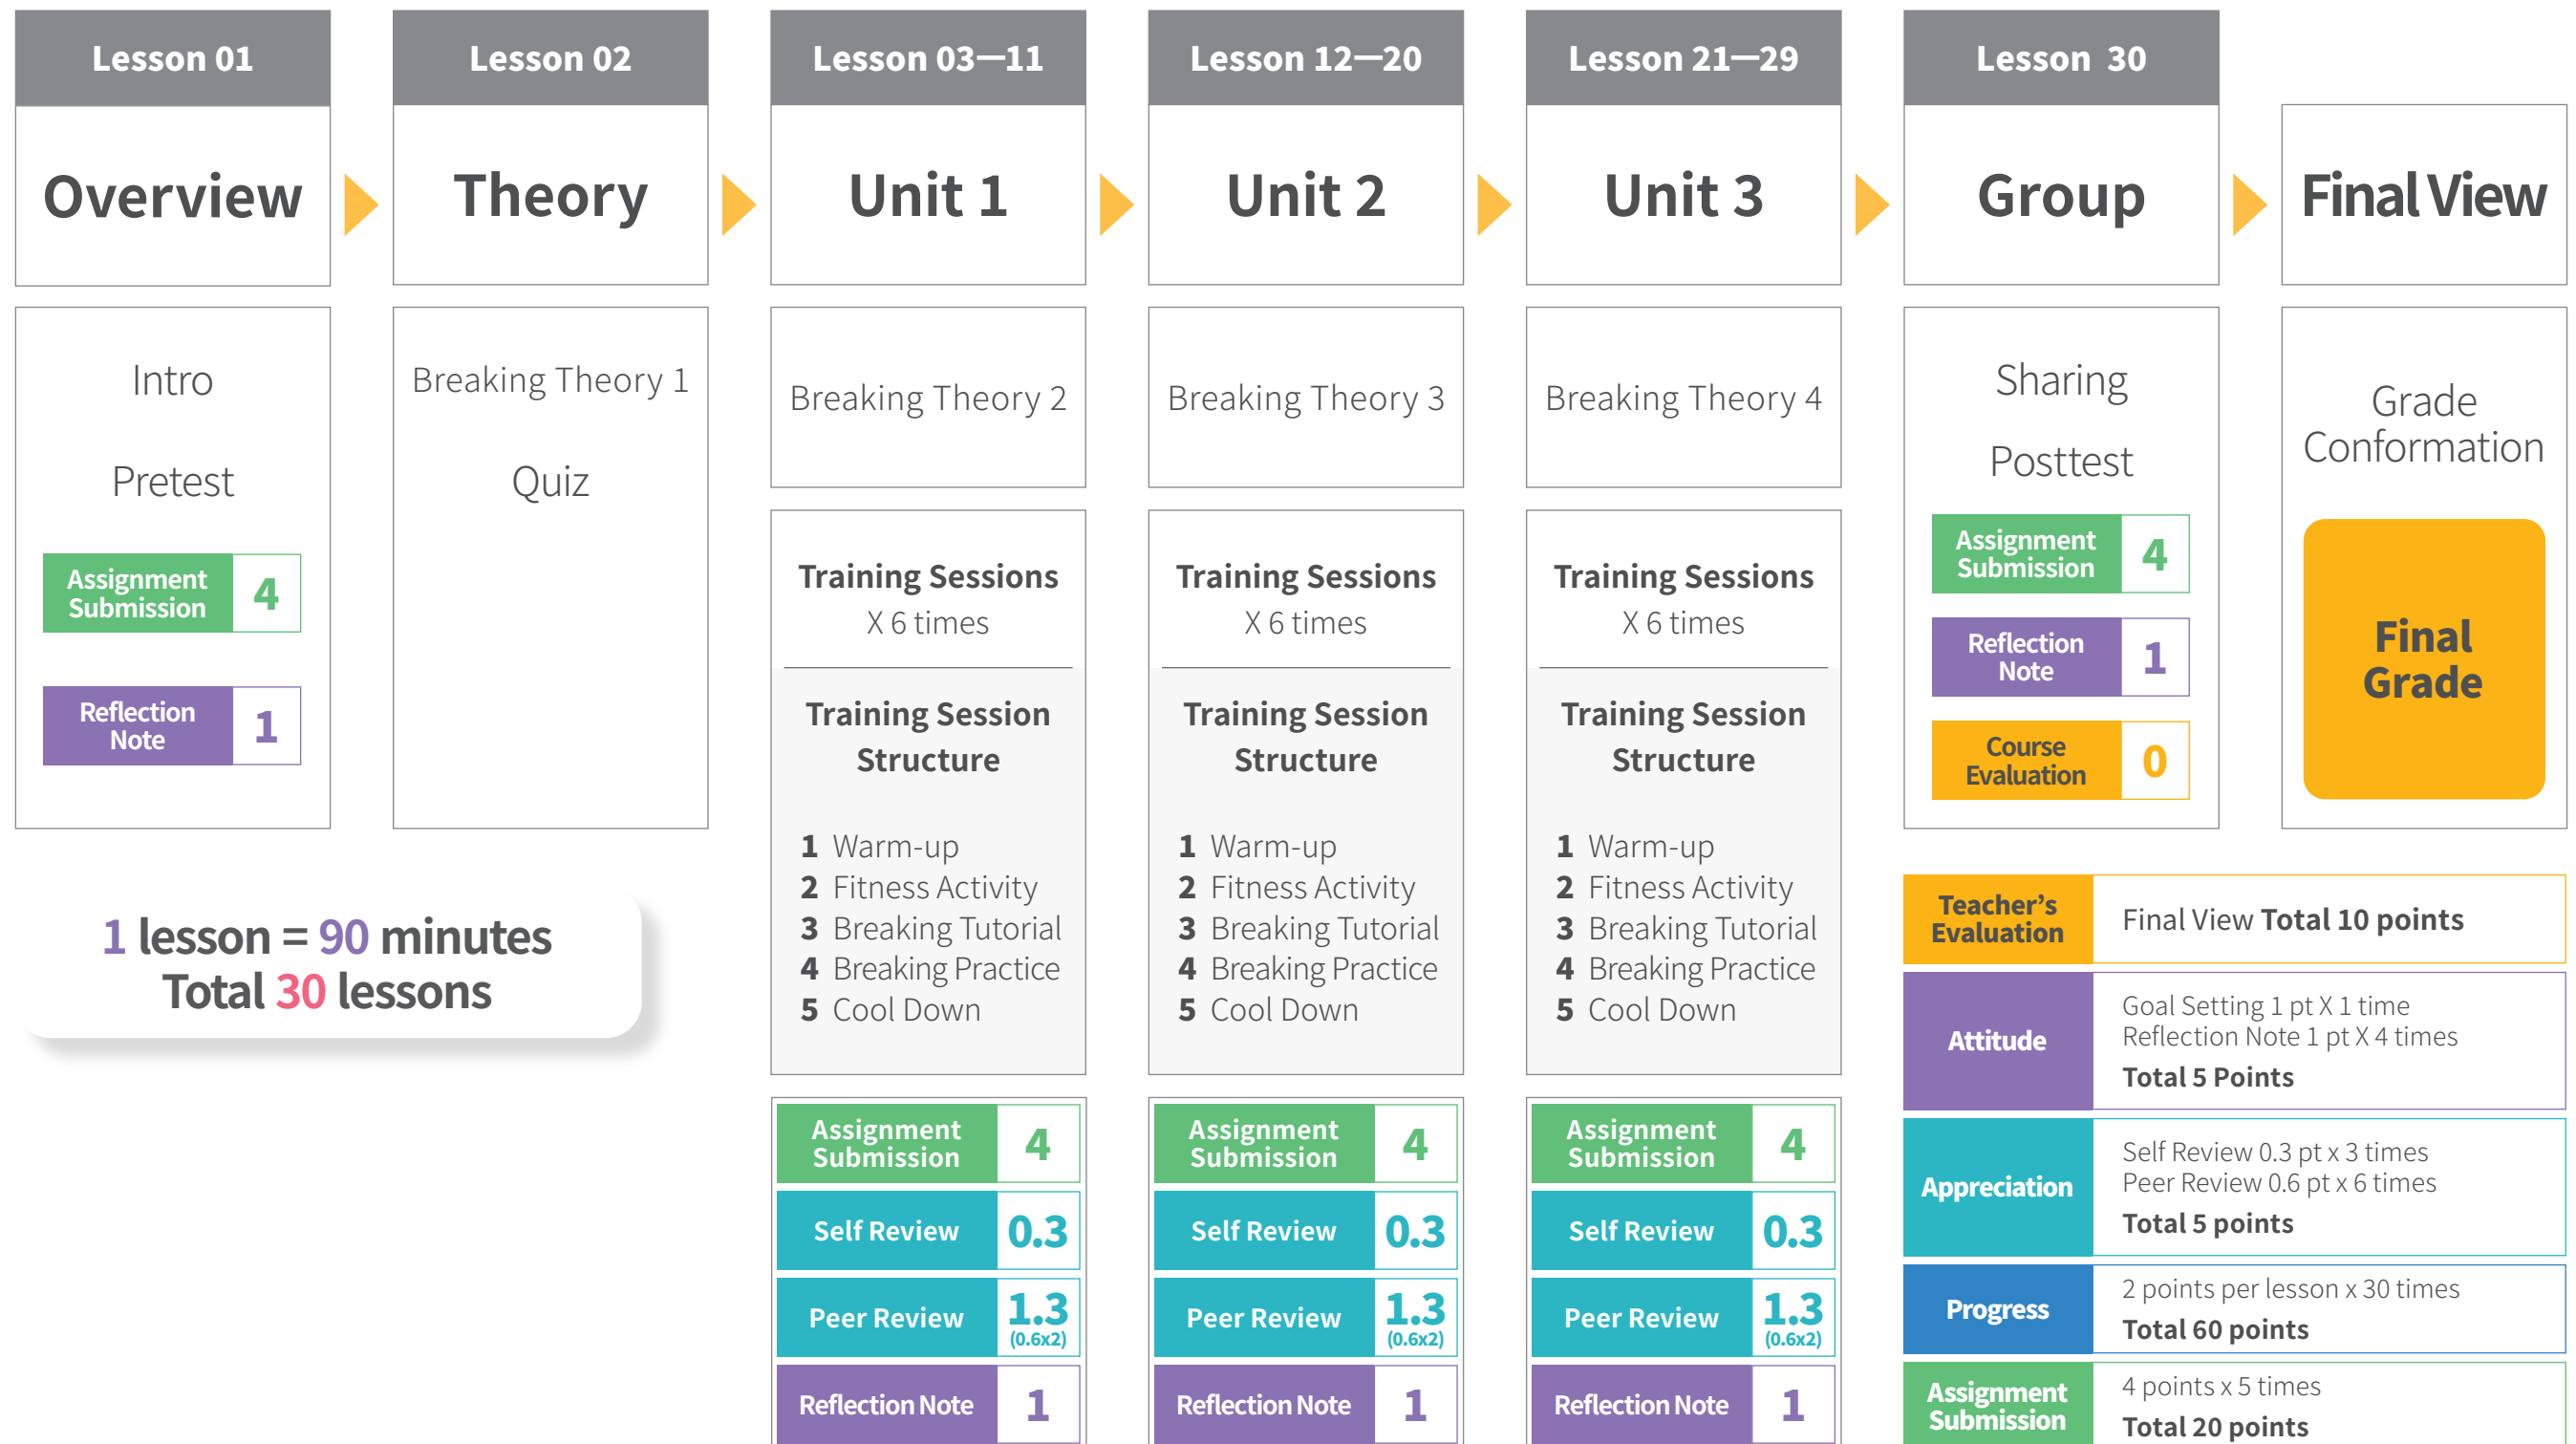 Lesson 01
Overview
Intro
Pretest
Assignment
Submission
4
Reflection
Note
1
Lesson 02
Theory
Breaking Theory 1
Quiz
1 lesson = 90 minutes
Total 30 lessons
Lesson 03—11
Unit 1
Breaking Theory 2
Training Sessions
X 6 times
Training Session
Structure
1 Warm-up
2 Fitness Activity
3 Breaking Tutorial
4 Breaking Practice
5 Cool Down
Assignment
Submission
4
Self Review 0.3
Peer Review 1.3
(0.6x2)
Reflection Note 1
Lesson 12—20
Unit 2
Breaking Theory 3
Training Sessions
X 6 times
Training Session
Structure
1 Warm-up
2 Fitness Activity
3 Breaking Tutorial
4 Breaking Practice
5 Cool Down
Assignment
Submission
4
Self Review 0.3
Peer Review 1.3
(0.6x2)
Reflection Note 1
Lesson 21—29
Unit 3
Breaking Theory 4
Training Sessions
X 6 times
Training Session
Structure
1 Warm-up
2 Fitness Activity
3 Breaking Tutorial
4 Breaking Practice
5 Cool Down
Assignment
Submission
4
Self Review 0.3
Peer Review 1.3
(0.6x2)
Reflection Note 1
Lesson 30
Group
Sharing
Posttest
Assignment
Submission
4
Reflection
Note
1
Course
Evaluation
0
Final View
Grade
Conformation
Final
Grade
Teacher's
Evaluation
Final View Total 10 points
Attitude
Goal Setting 1 pt X 1 time
Reflection Note 1 pt X 4 times
Total 5 Points
Appreciation
Self Review 0.3 pt x 3 times
Peer Review 0.6 pt x 6 times
Total 5 points
Progress
2 points per lesson x 30 times
Total 60 points
Assignment
Submission
4 points x 5 times
Total 20 points